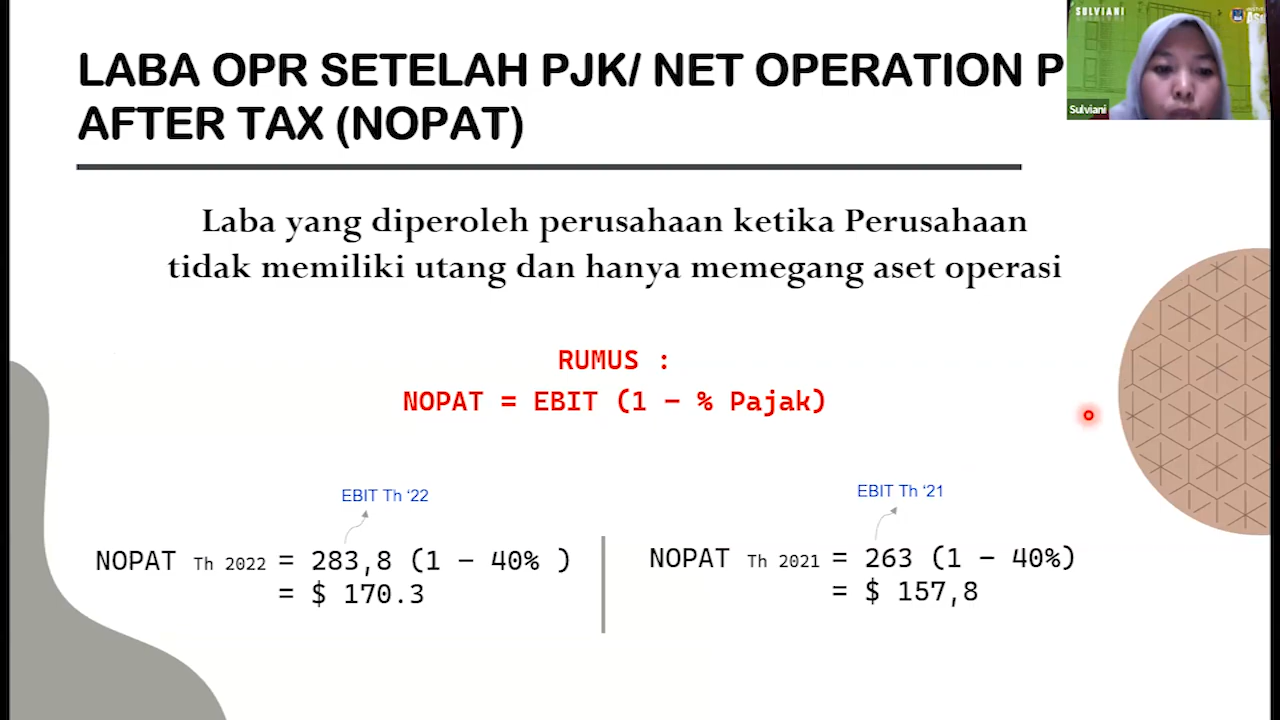 LABA OPR SETELAH PJK/ NET OPERATION P
AFTER TAX (NOPAT)
SULVIANI
Sulviani
Laba yang diperoleh perusahaan ketika Perusahaan
tidak memiliki utang dan hanya memegang aset operasi
RUMUS :
NOPAT = EBIT (1 – % Pajak)
EBIT Th ‘22
NOPAT Th 2022 = 283,8 (1 – 40% )
= $ 170.3
EBIT Th ‘21
NOPAT Th 2021 = 263 (1 – 40%)
= $ 157,8